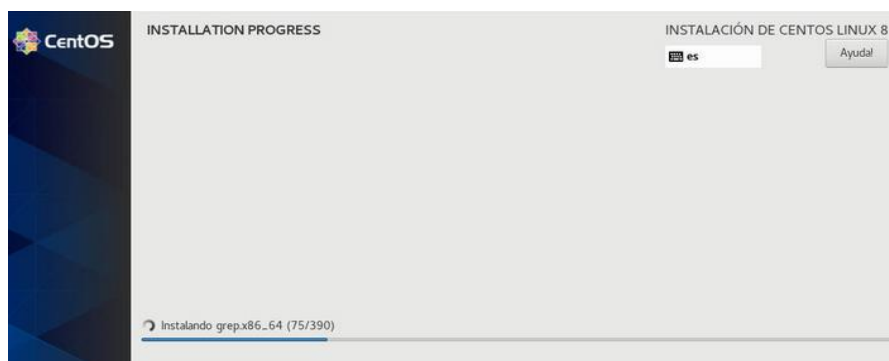 CentOS
INSTALLATION PROGRESS
INSTALACIÓN DE CENTOS LINUX 8
es
Ayuda!
Instalando grep.x86_64 (75/390)